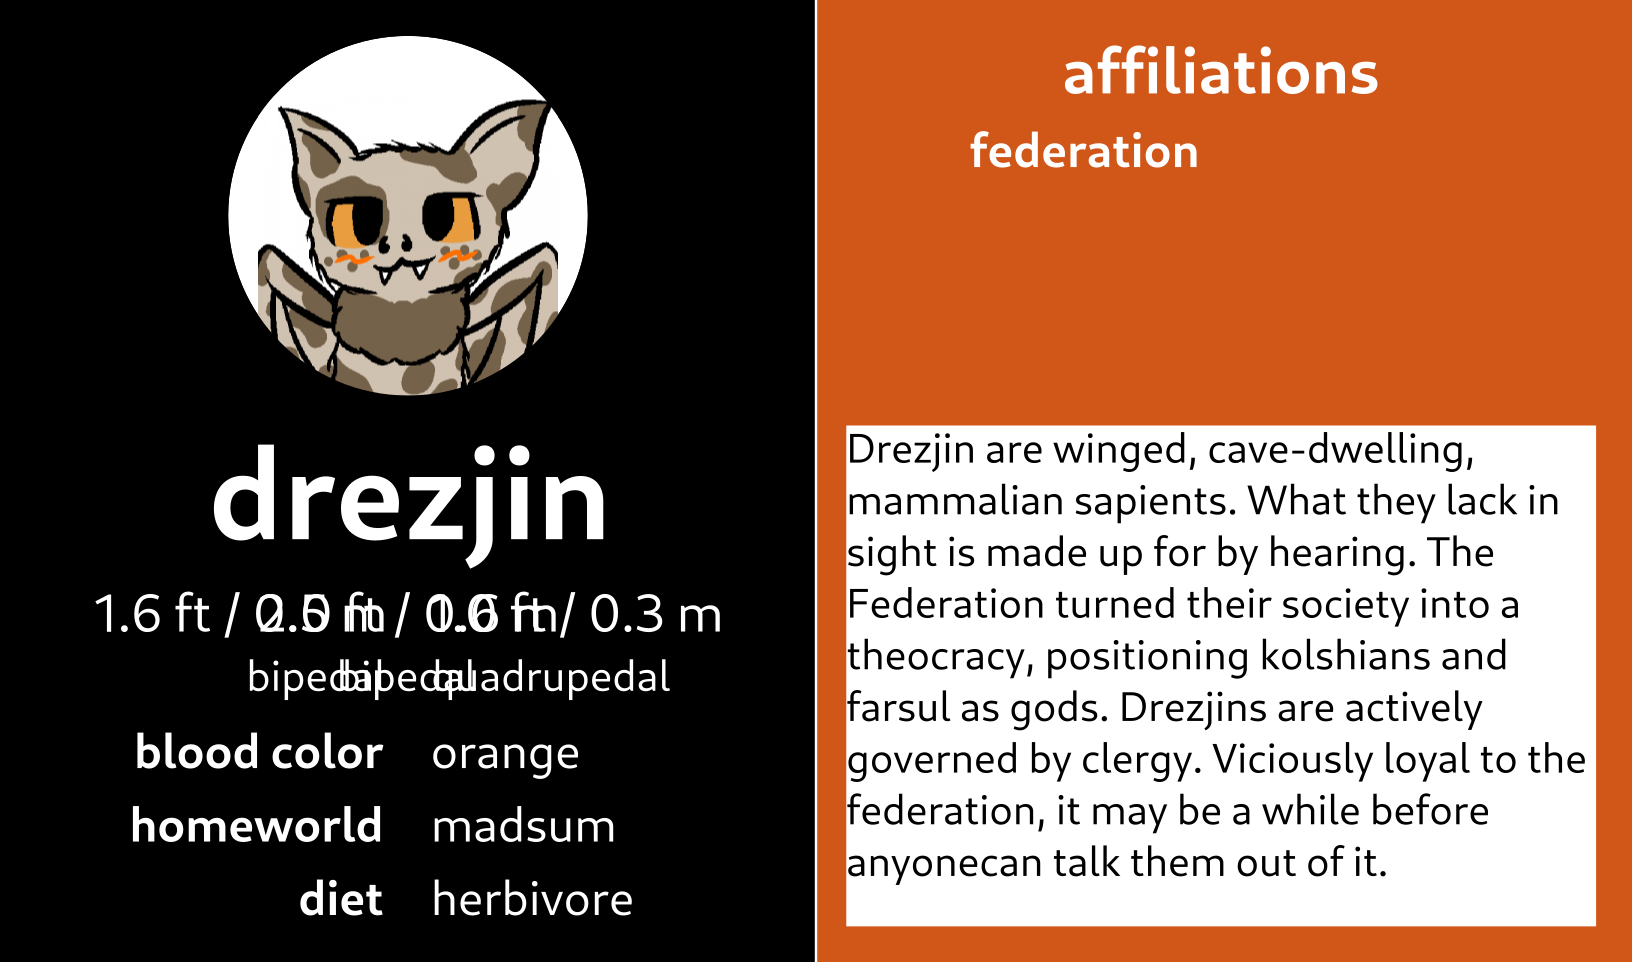 drezjin
1.6 ft / 0.5 m
2.0 ft / 0.6 m
1.0 ft / 0.3 m
bipedal
bipedal
quadrupedal
blood color orange
homeworld madsum
diet herbivore
affiliations
federation
Drezjin are winged, cave-dwelling,
mammalian sapients. What they lack in
sight is made up for by hearing. The
Federation turned their society into a
theocracy, positioning kolshians and
farsul as gods. Drezjins are actively
governed by clergy. Viciously loyal to the
federation, it may be a while before
anyonecan talk them out of it.